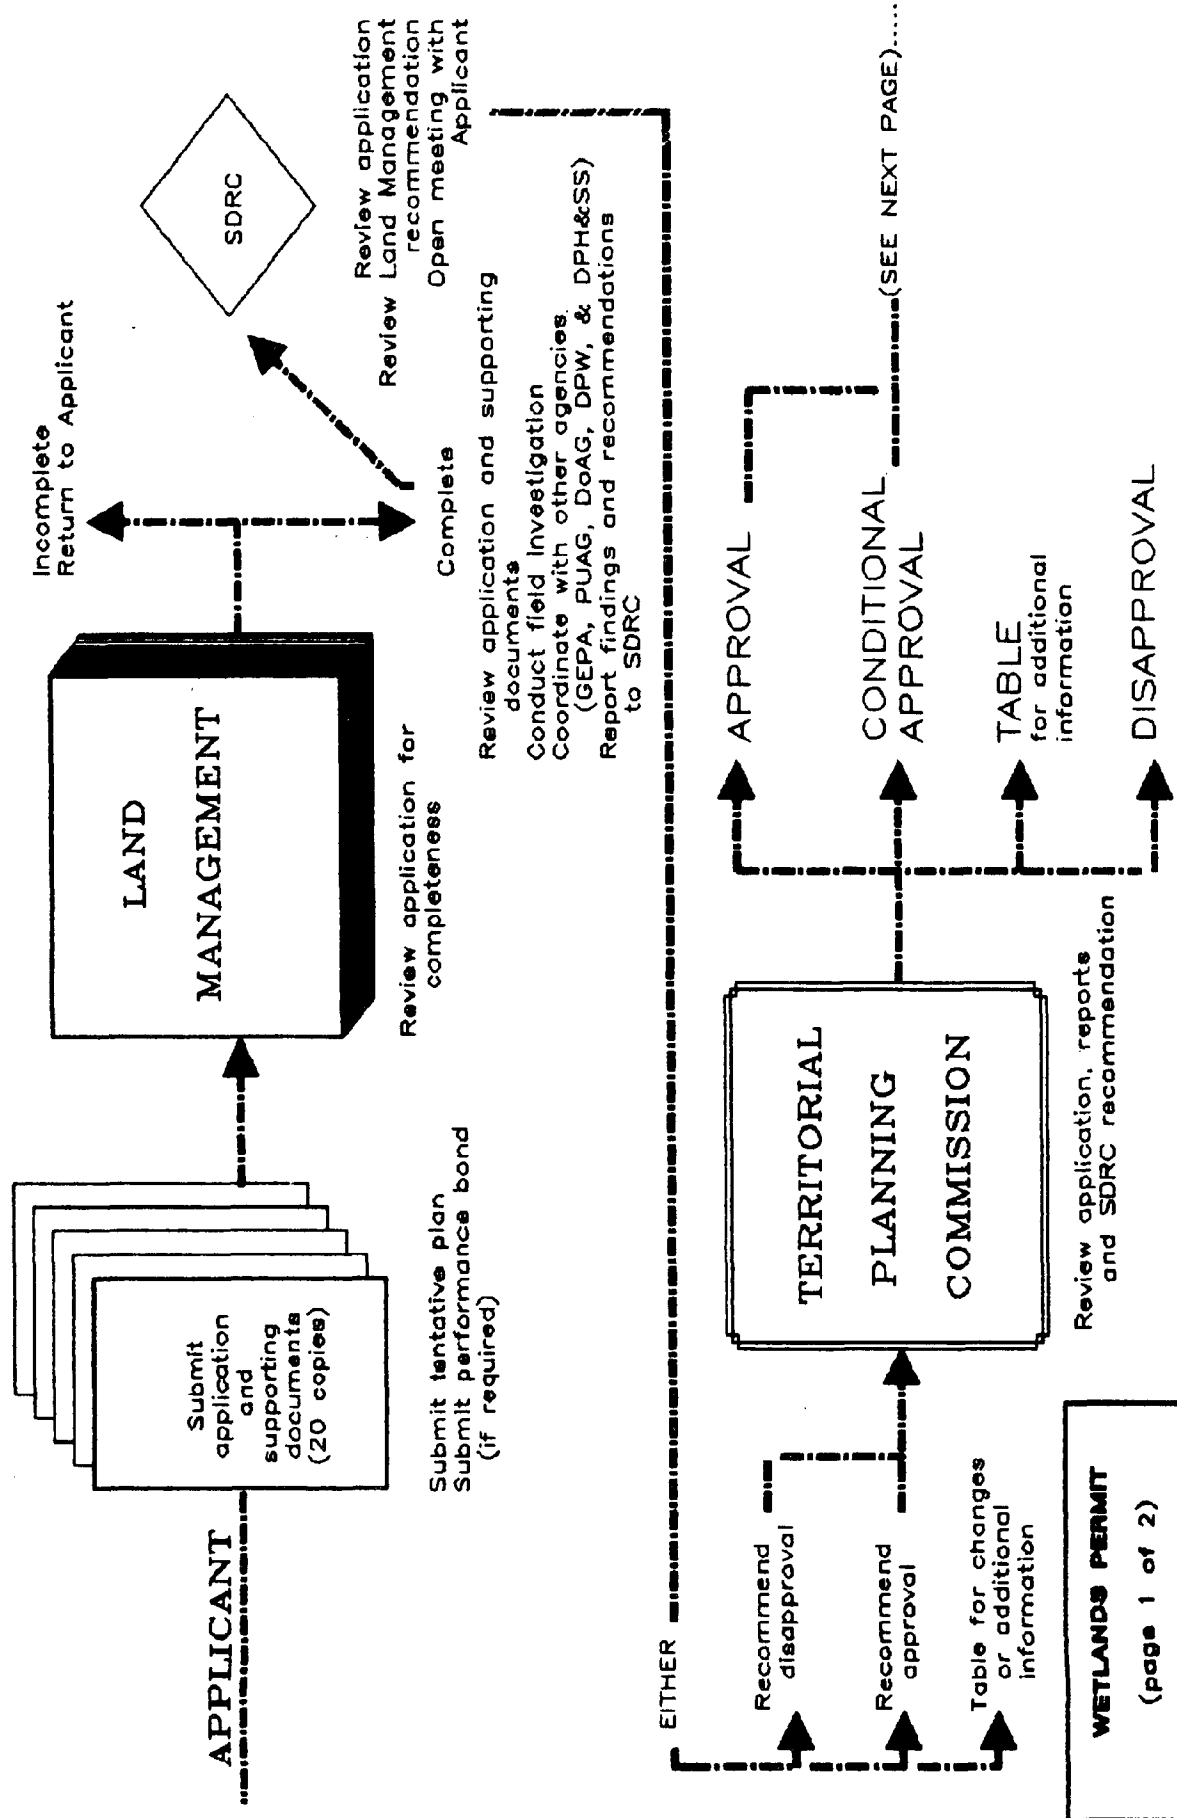 APPLICANT
Submit
application
and
supporting
documents
(20 copies)
Submit tentative plan
Submit performance bond
(if required)
LAND
MANAGEMENT
Review application for
completeness
Incomplete
Return to Applicant
Complete
Review application and supporting
documents
Conduct field Investigation
Coordinate with other agencies
(GEPA, PUAG, DoAG, DPW, & DPH&SS)
Report findings and recommendations
to SDRC
SDRC
Review application
Review Land Management
recommendation
Open meeting with
Applicant
EITHER
Recommend
disapproval
Recommend
approval
Table for changes
or additional
information
TERRITORIAL
PLANNING
COMMISSION
Review application, reports
and SDRC recommendation
APPROVAL
CONDITIONAL
APPROVAL
TABLE
for additional
information
DISAPPROVAL
(SEE NEXT PAGE).....
WETLANDS PERMIT
(page 1 of 2)